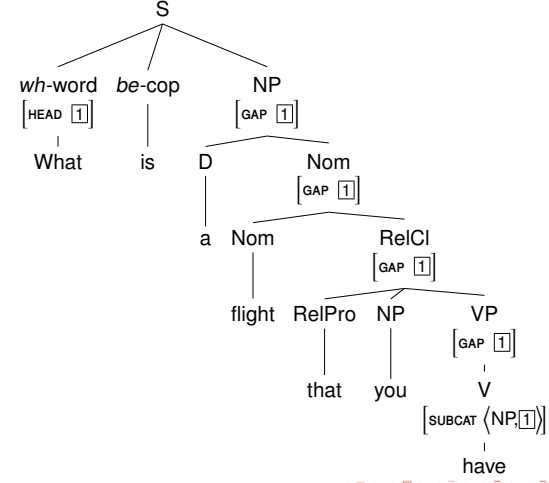 S
wh-word be-cop NP
[HEAD 1] [GAP 1]
What is D Nom
[GAP 1]
a Nom RelCl
[GAP 1]
flight RelPro NP VP
[GAP 1]
that you V
[SUBCAT ⟨NP,1⟩]
have